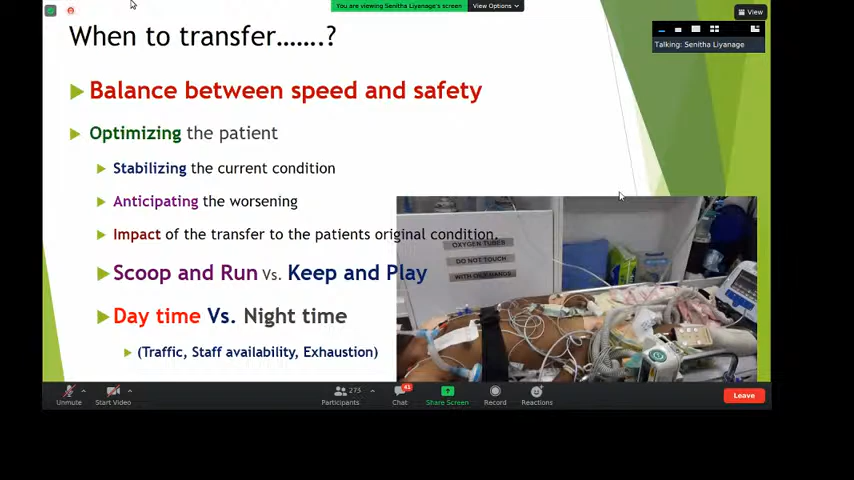 You are viewing Senitha Liyanage's screen
View Options
View
Talking: Senitha Liyanage
When to transfer.......?
Balance between speed and safety
Optimizing the patient
Stabilizing the current condition
Anticipating the worsening
Impact of the transfer to the patients original condition.
OXYGEN TUBES
DO NOT TOUCH
Scoop and Run Vs. Keep and Play
Day time Vs. Night time
(Traffic, Staff availability, Exhaustion)
Unmute
Start Video
275
Participants
43
Chat
Share Screen
Record
Reactions
Leave